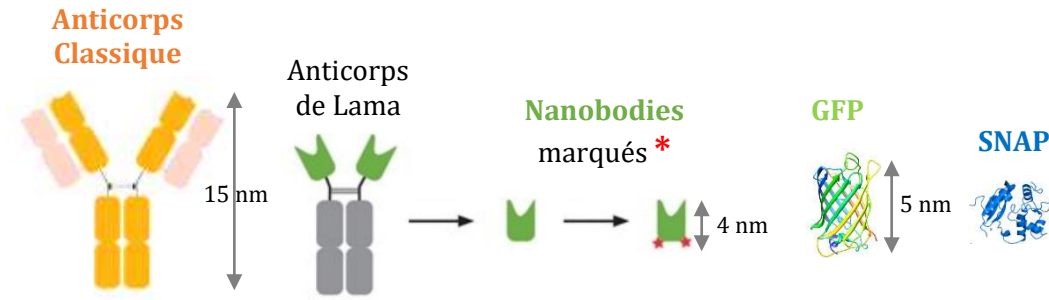 Anticorps
Classique
15 nm
Anticorps
de Lama
Nanobodies
marqués *
4 nm
GFP
5 nm
SNAP